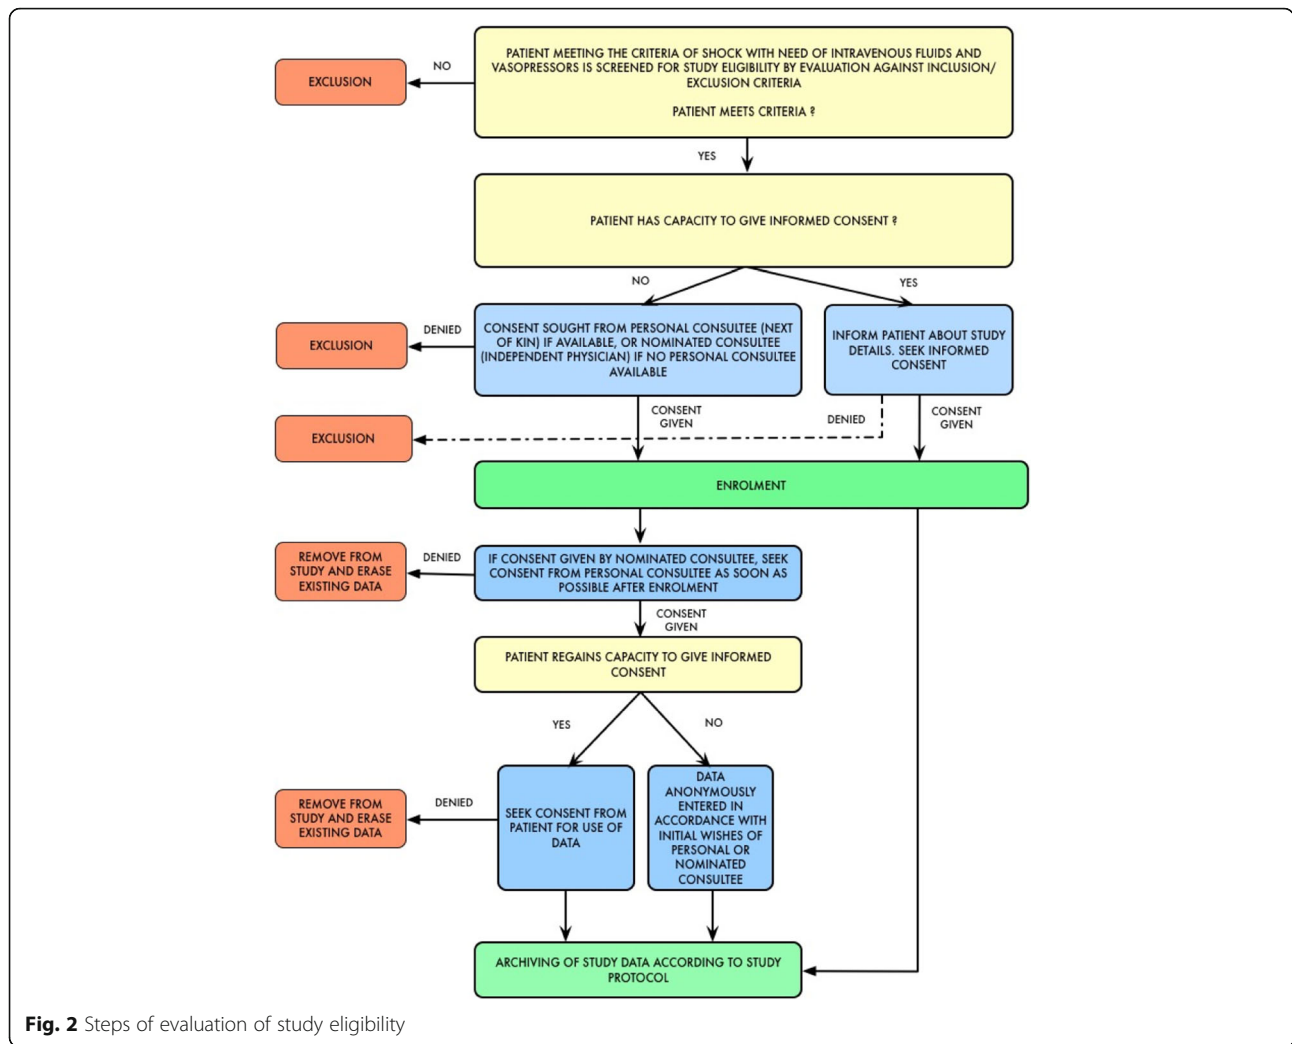 PATIENT MEETING THE CRITERIA OF SHOCK WITH NEED OF INTRAVENOUS FLUIDS AND
VASOPRESSORS IS SCREENED FOR STUDY ELIGIBILITY BY EVALUATION AGAINST INCLUSION/
EXCLUSION CRITERIA
PATIENT MEETS CRITERIA ?
NO
EXCLUSION
YES
PATIENT HAS CAPACITY TO GIVE INFORMED CONSENT ?
NO
YES
EXCLUSION
DENIED
CONSENT SOUGHT FROM PERSONAL CONSULTEE (NEXT
OF KIN) IF AVAILABLE, OR NOMINATED CONSULTEE
(INDEPENDENT PHYSICIAN) IF NO PERSONAL CONSULTEE
AVAILABLE
INFORM PATIENT ABOUT STUDY
DETAILS. SEEK INFORMED
CONSENT
CONSENT
GIVEN
DENIED
CONSENT
GIVEN
EXCLUSION
ENROLMENT
REMOVE FROM
STUDY AND ERASE
EXISTING DATA
DENIED
IF CONSENT GIVEN BY NOMINATED CONSULTEE, SEEK
CONSENT FROM PERSONAL CONSULTEE AS SOON AS
POSSIBLE AFTER ENROLMENT
CONSENT
GIVEN
PATIENT REGAINS CAPACITY TO GIVE INFORMED
CONSENT
YES
NO
REMOVE FROM
STUDY AND ERASE
EXISTING DATA
DENIED
SEEK CONSENT FROM
PATIENT FOR USE OF
DATA
DATA
ANONYMOUSLY
ENTERED IN
ACCORDANCE WITH
INITIAL WISHES OF
PERSONAL OR
NOMINATED
CONSULTEE
ARCHIVING OF STUDY DATA ACCORDING TO STUDY
PROTOCOL
Fig. 2 Steps of evaluation of study eligibility